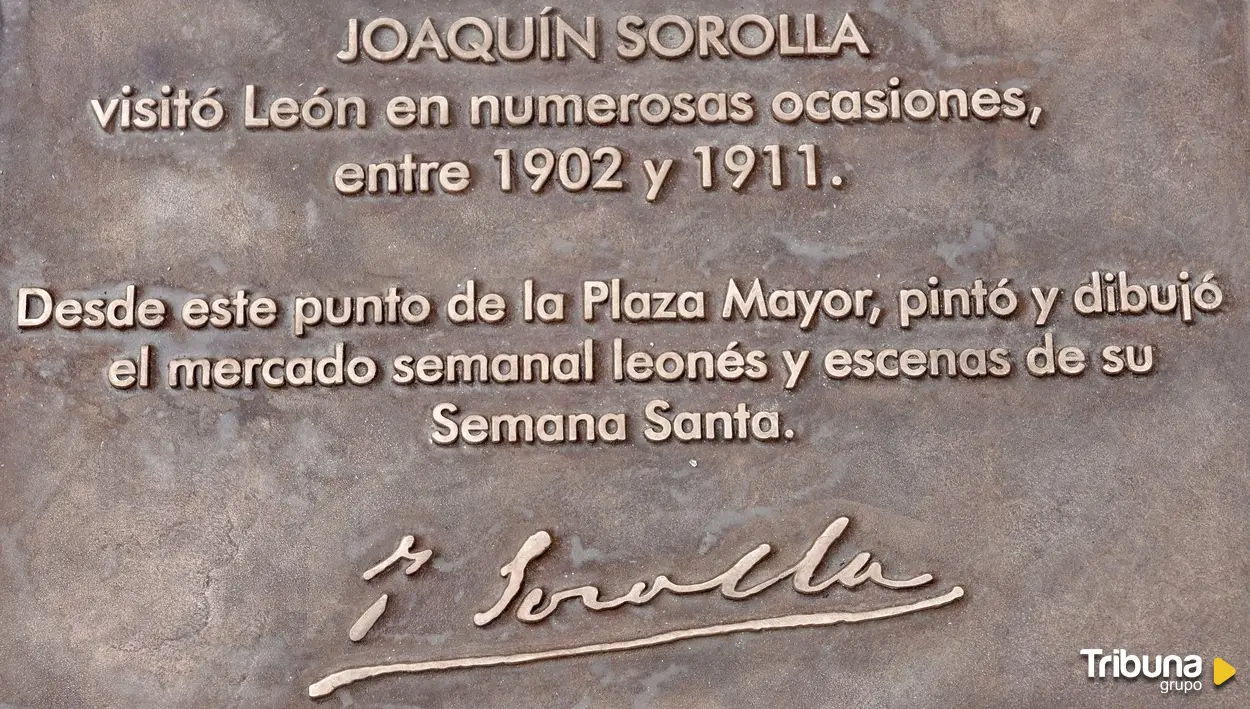 JOAQUÍN SOROLLA
visitó León en numerosas ocasiones,
entre 1902 y 1911.
Desde este punto de la Plaza Mayor, pintó y dibujó
el mercado semanal leonés y escenas de su
Semana Santa.
J Sorolla
Tribuna
grupo